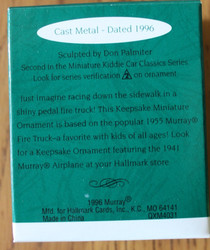 Cast Metal - Dated 1996
Sculpted by Don Palmiter
Second in the Miniature Kiddie Car Classics Series
Look for series verification on ornament.
Just imagine racing down the sidewalk in a
shiny pedal fire truck! This Keepsake Miniature
Ornament is based on the popular 1955 Murray®
Fire Truck–a favorite with kids of all ages! Look
for a Keepsake Ornament featuring the 1941
Murray® Airplane at your Hallmark store.
1996 Murray®
Mfg. for Hallmark Cards, Inc., K.C., MO 64141
Made in China QXM4031